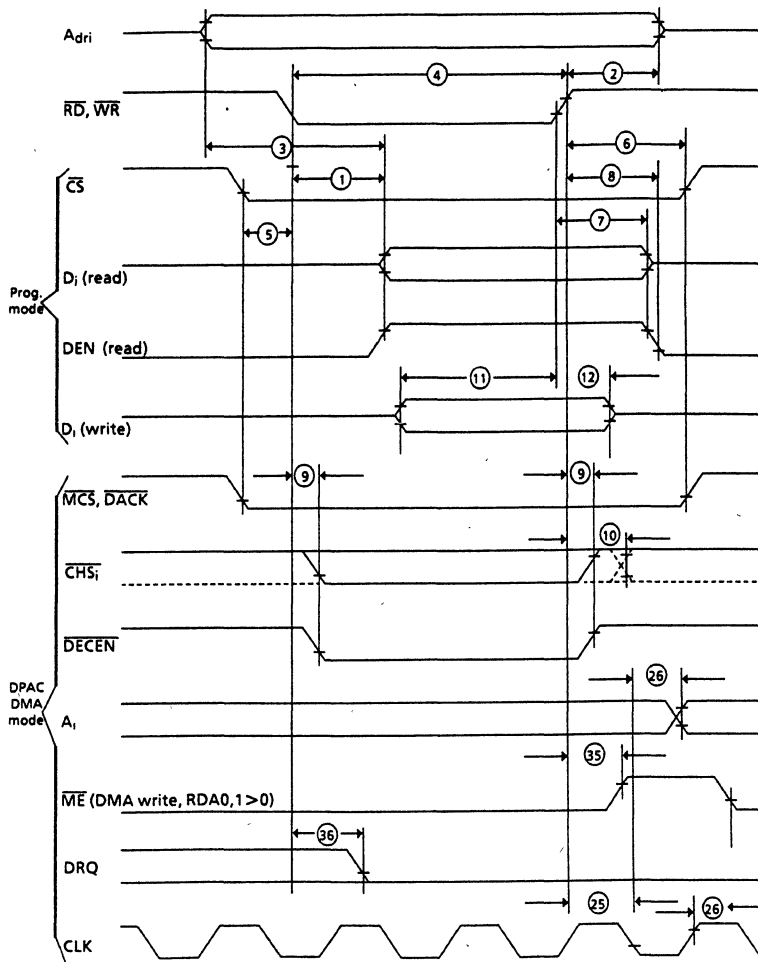 Adri
④
②
RD, WR
③
⑥
CS
①
⑧
⑤
⑦
Di (read)
Prog.
mode
DEN (read)
⑪
⑫
Di (write)
⑨
⑨
MCS, DACK
⑩
CHSi
DECEN
DPAC
DMA
mode
㉖
Ai
㉟
ME (DMA write, RDA0,1>0)
㊱
DRQ
㉕
㉖
CLK